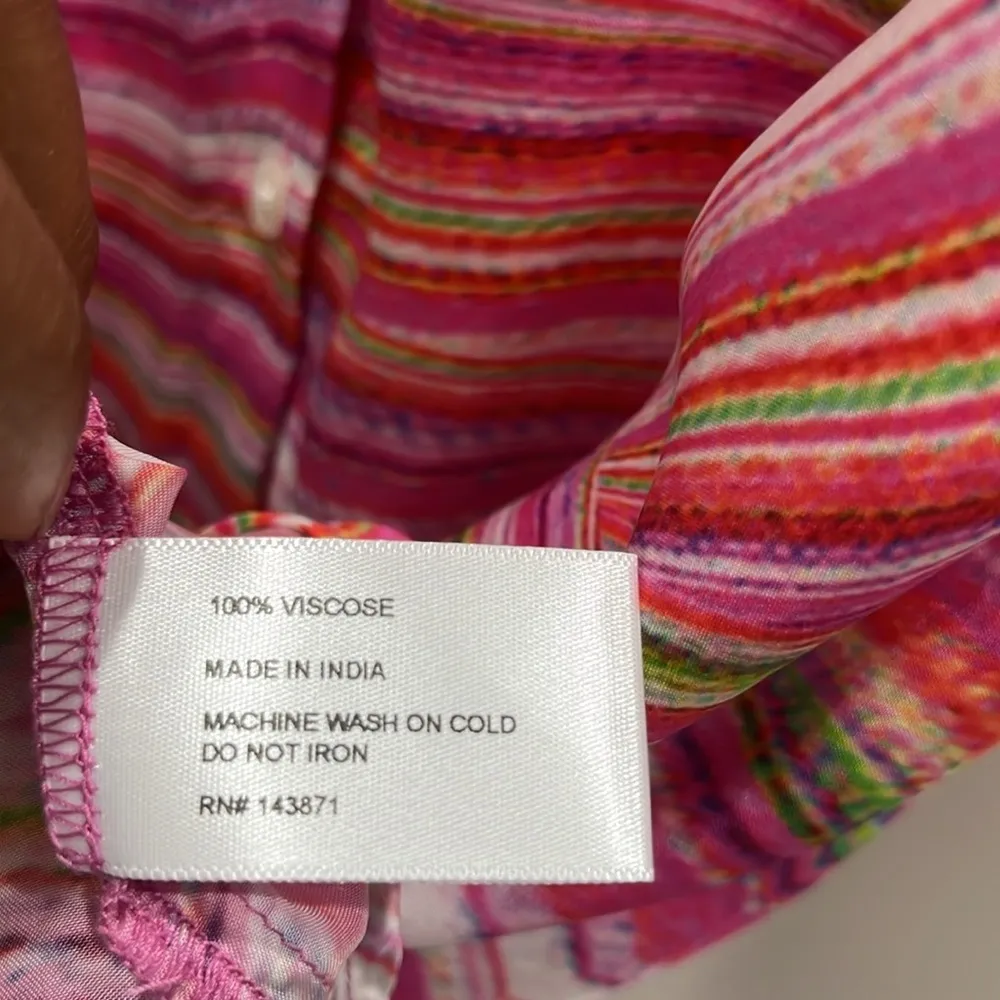 100% VISCOSE
MADE IN INDIA
MACHINE WASH ON COLD
DO NOT IRON
RN# 143871